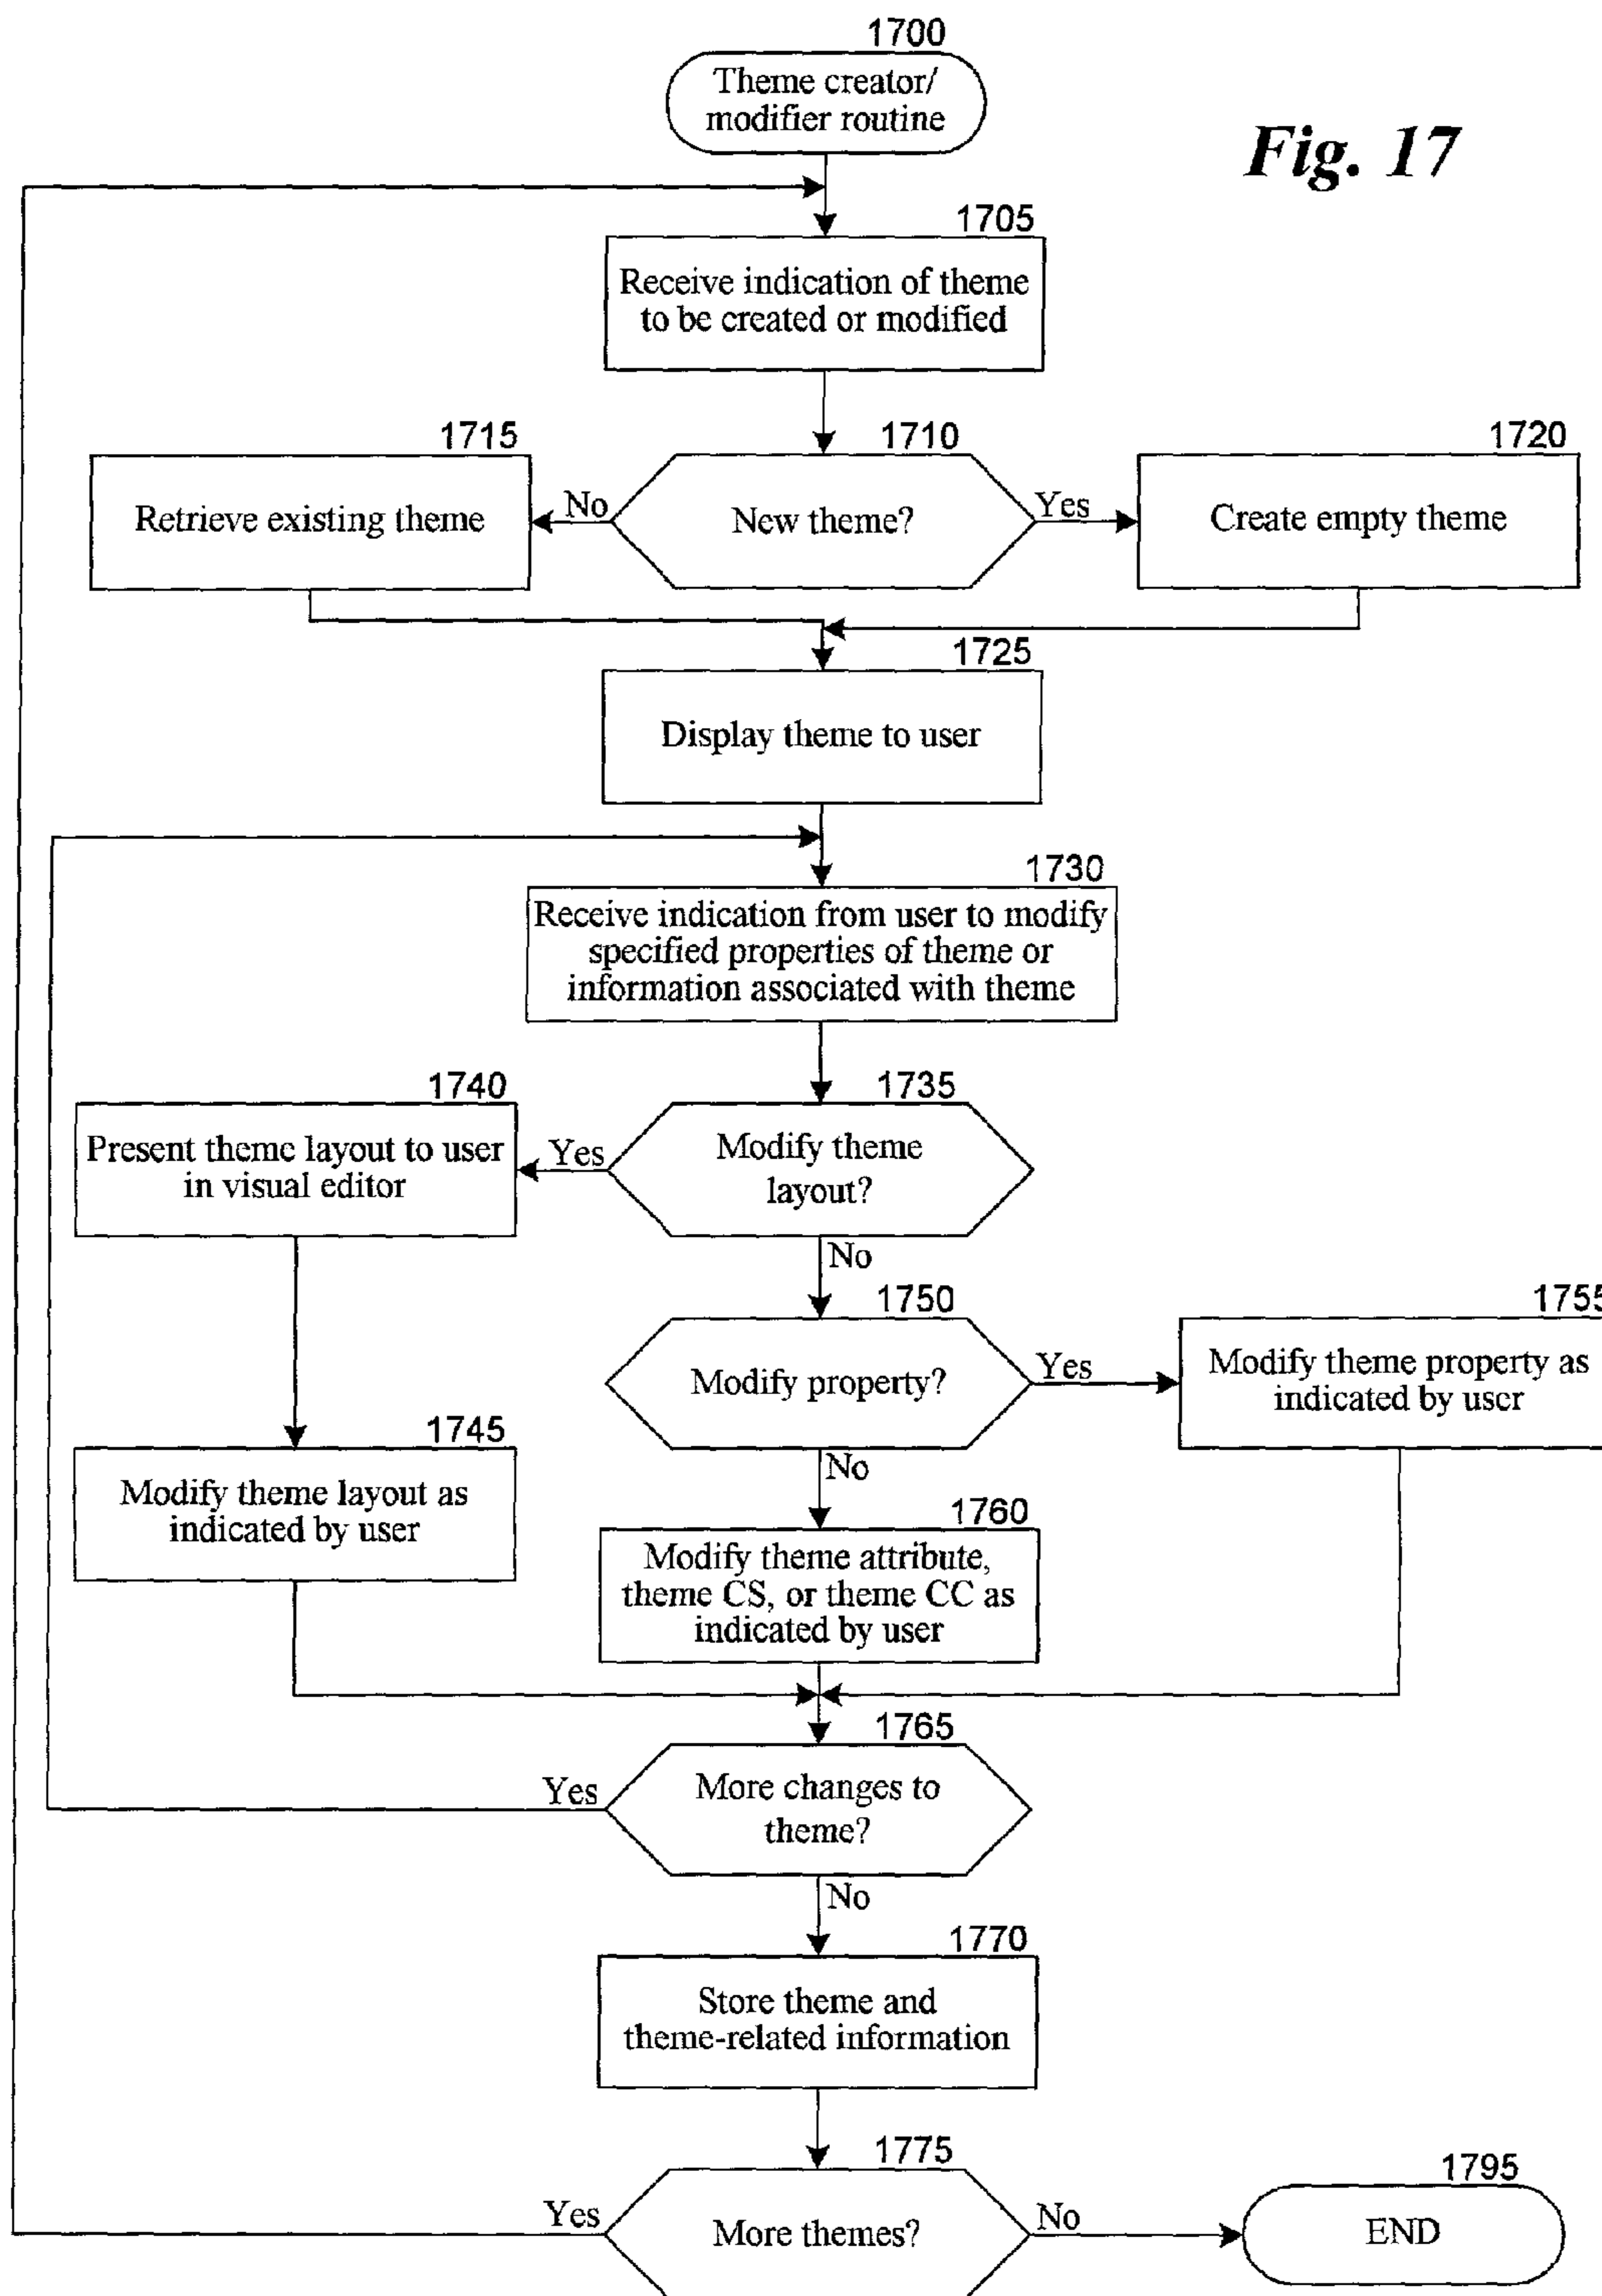 1700
Theme creator/
modifier routine
Fig. 17
1705
Receive indication of theme
to be created or modified
1715
1710
1720
Retrieve existing theme
No
New theme?
Yes
Create empty theme
1725
Display theme to user
1730
Receive indication from user to modify
specified properties of theme or
information associated with theme
1740
1735
Present theme layout to user
in visual editor
Yes
Modify theme
layout?
No
1750
1755
Modify property?
Yes
Modify theme property as
indicated by user
1745
No
Modify theme layout as
indicated by user
1760
Modify theme attribute,
theme CS, or theme CC as
indicated by user
1765
Yes
More changes to
theme?
No
1770
Store theme and
theme-related information
1775
1795
Yes
More themes?
No
END